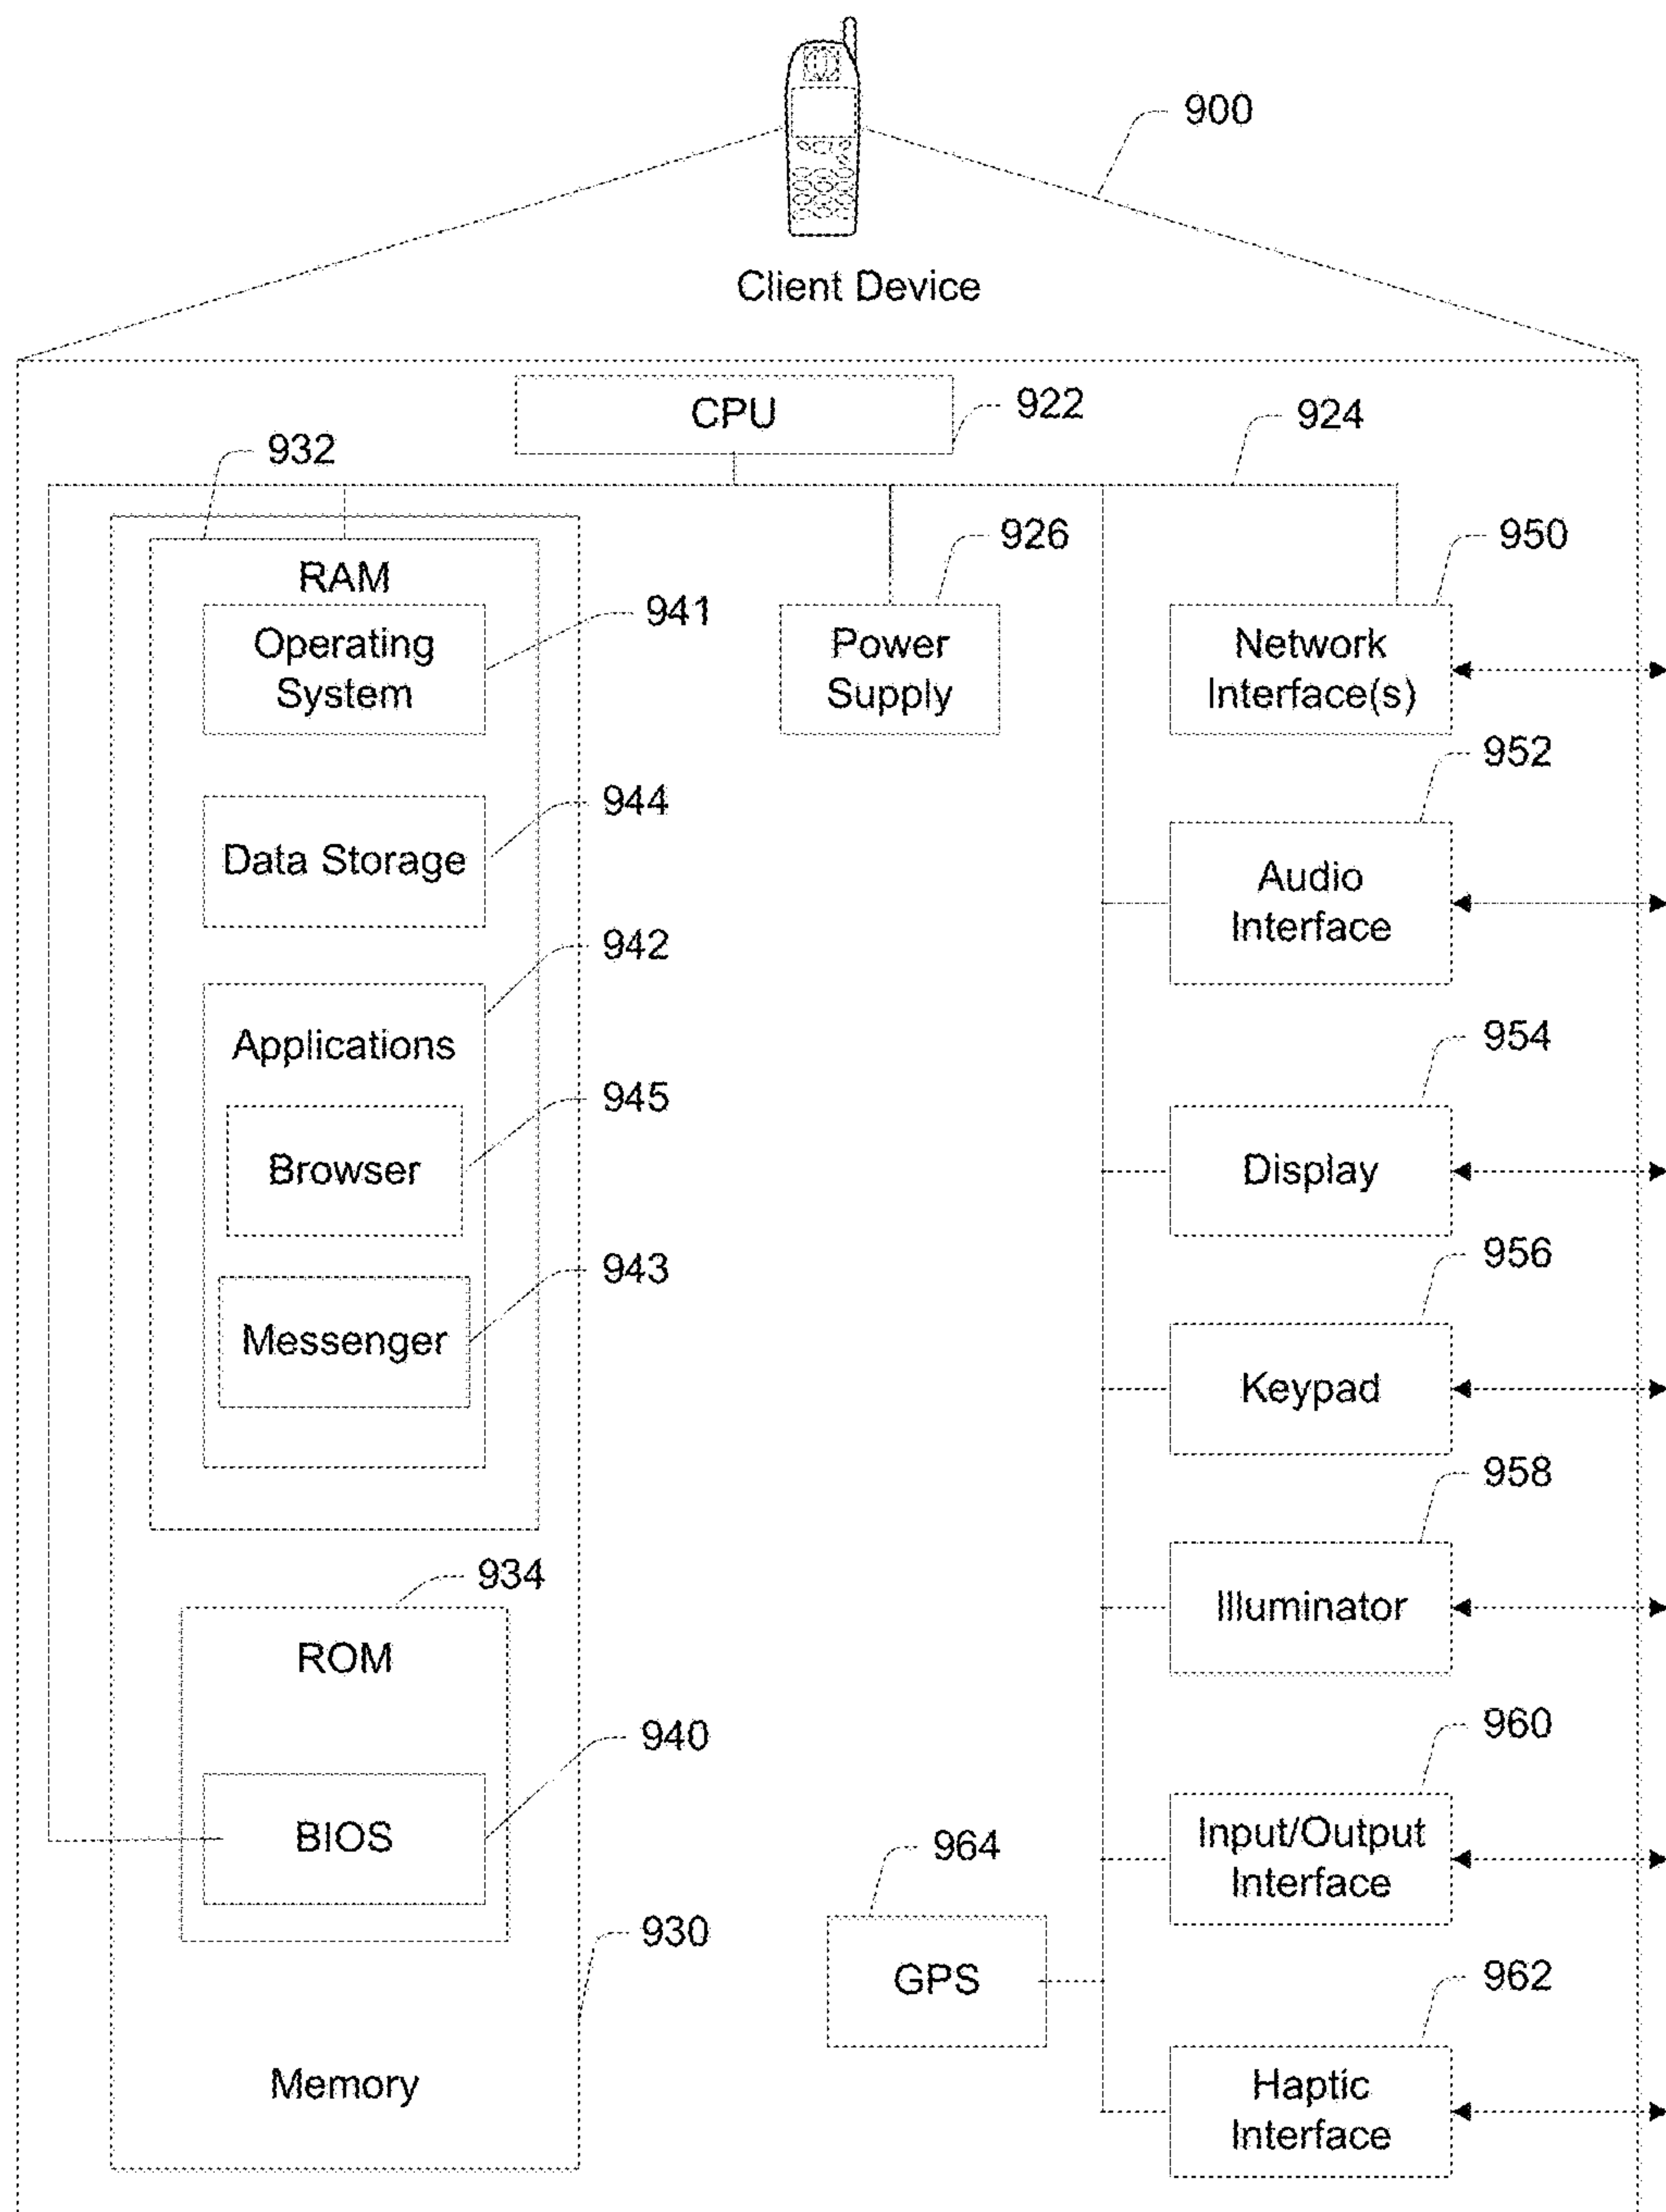 900
Client Device
CPU
922
924
932
926
950
RAM
Operating
System
941
Power
Supply
Network
Interface(s)
952
944
Data Storage
Audio
Interface
942
Applications
954
945
Browser
Display
956
943
Messenger
Keypad
958
934
ROM
Illuminator
960
940
BIOS
Input/Output
Interface
964
930
GPS
962
Memory
Haptic
Interface